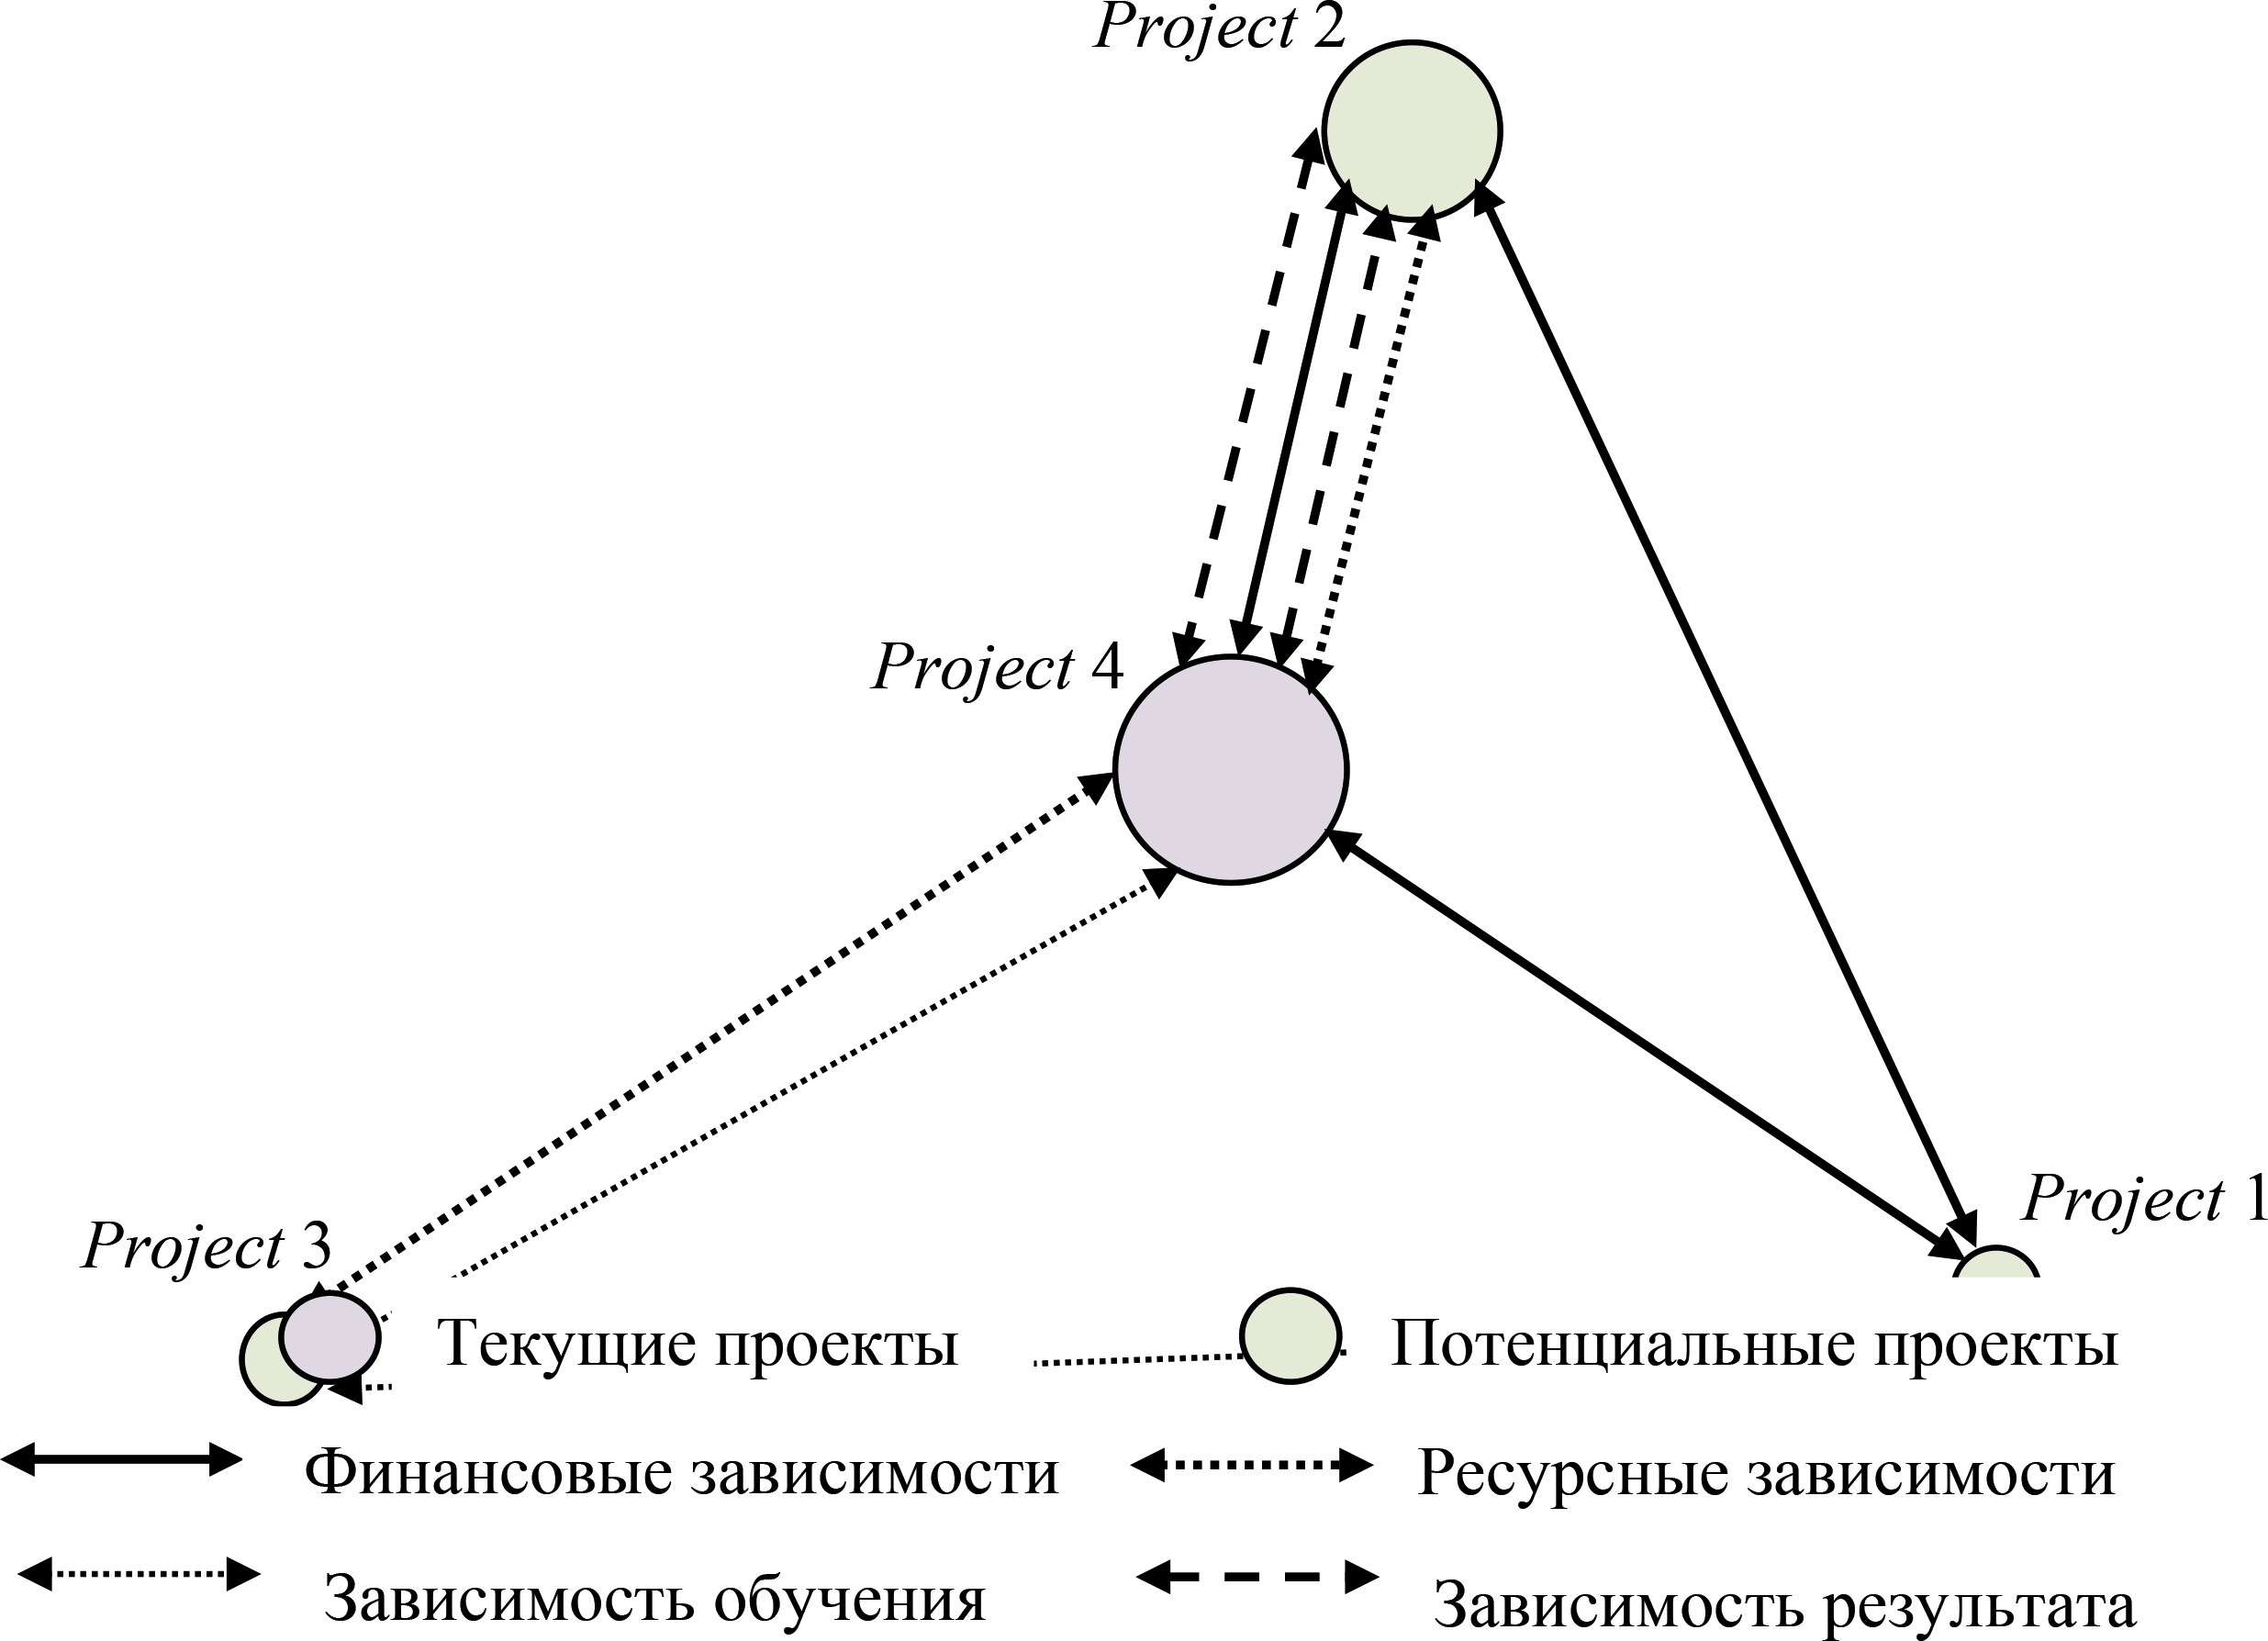 Project 2
Project 4
Project 1
Project 3
Текущие проекты
Потенциальные проекты
Финансовые зависимости
Ресурсные зависимости
Зависимость обучения
Зависимость результата